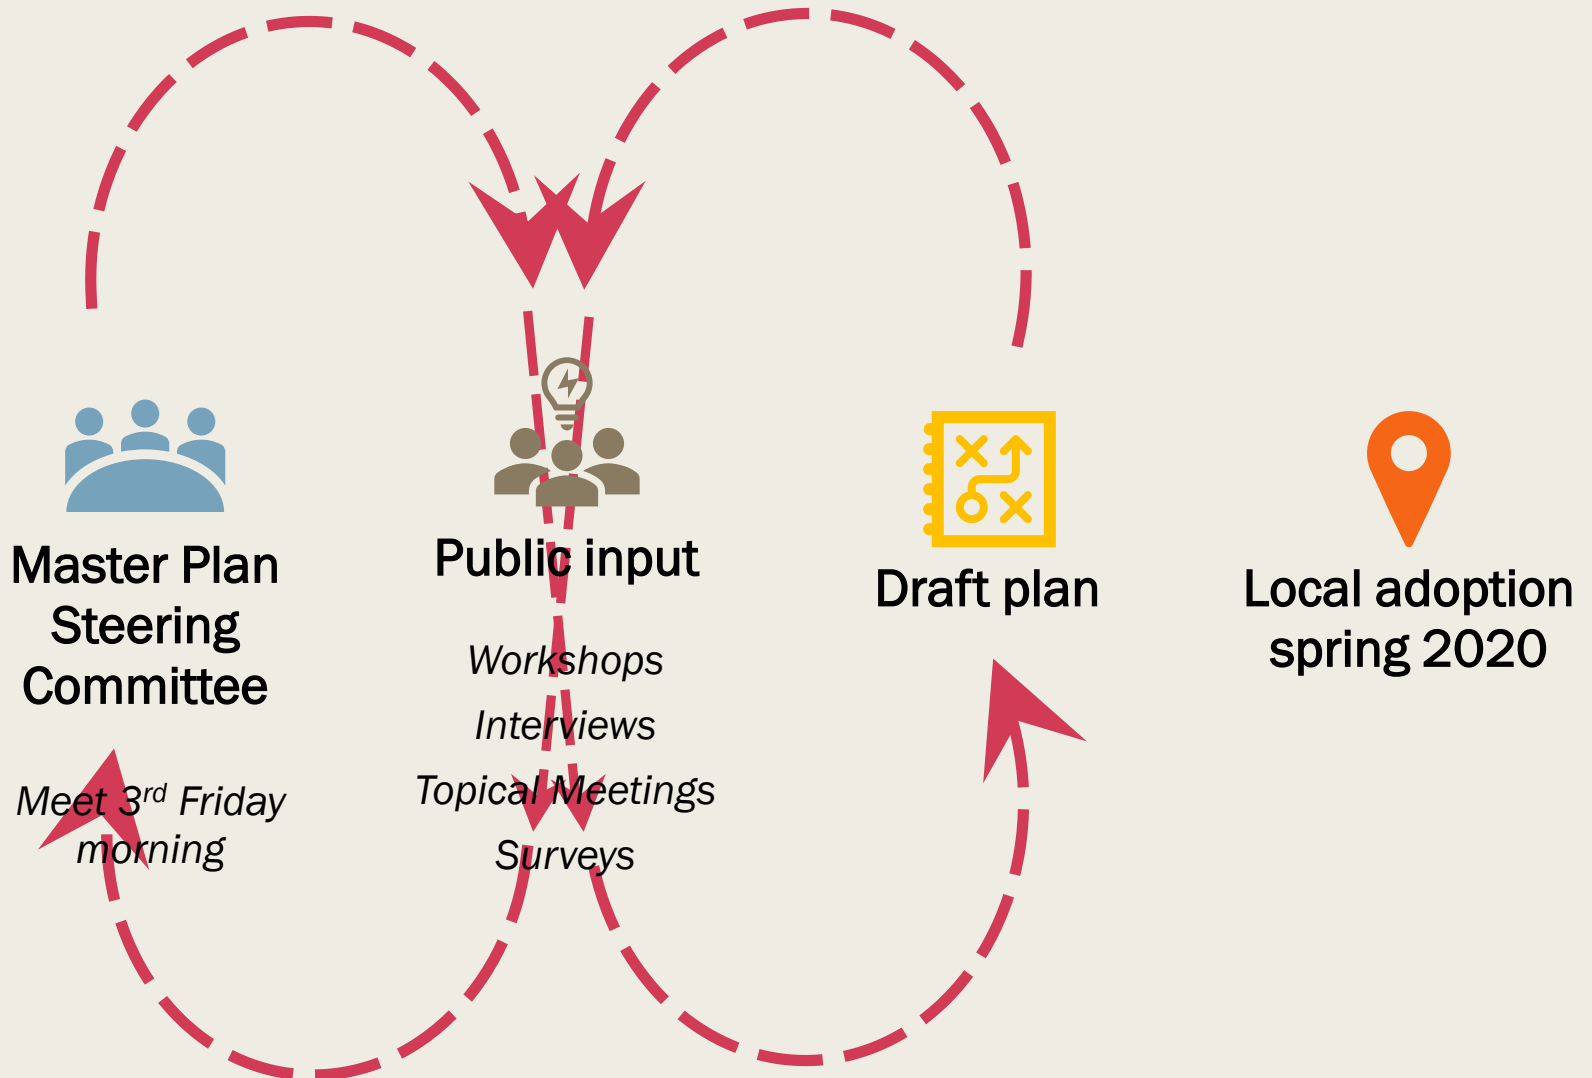 Master Plan
Steering
Committee
Meet 3rd Friday
morning
Public input
Workshops
Interviews
Topical Meetings
Surveys
Draft plan
Local adoption
spring 2020